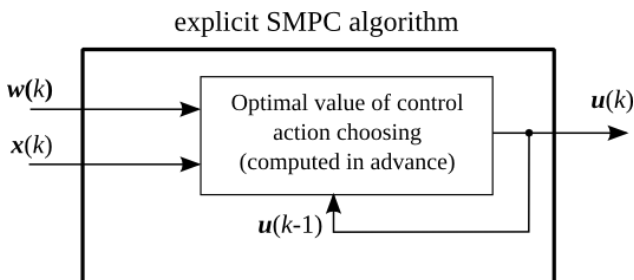 explicit SMPC algorithm
w(k)
x(k)
Optimal value of control
action choosing
(computed in advance)
u(k)
u(k-1)